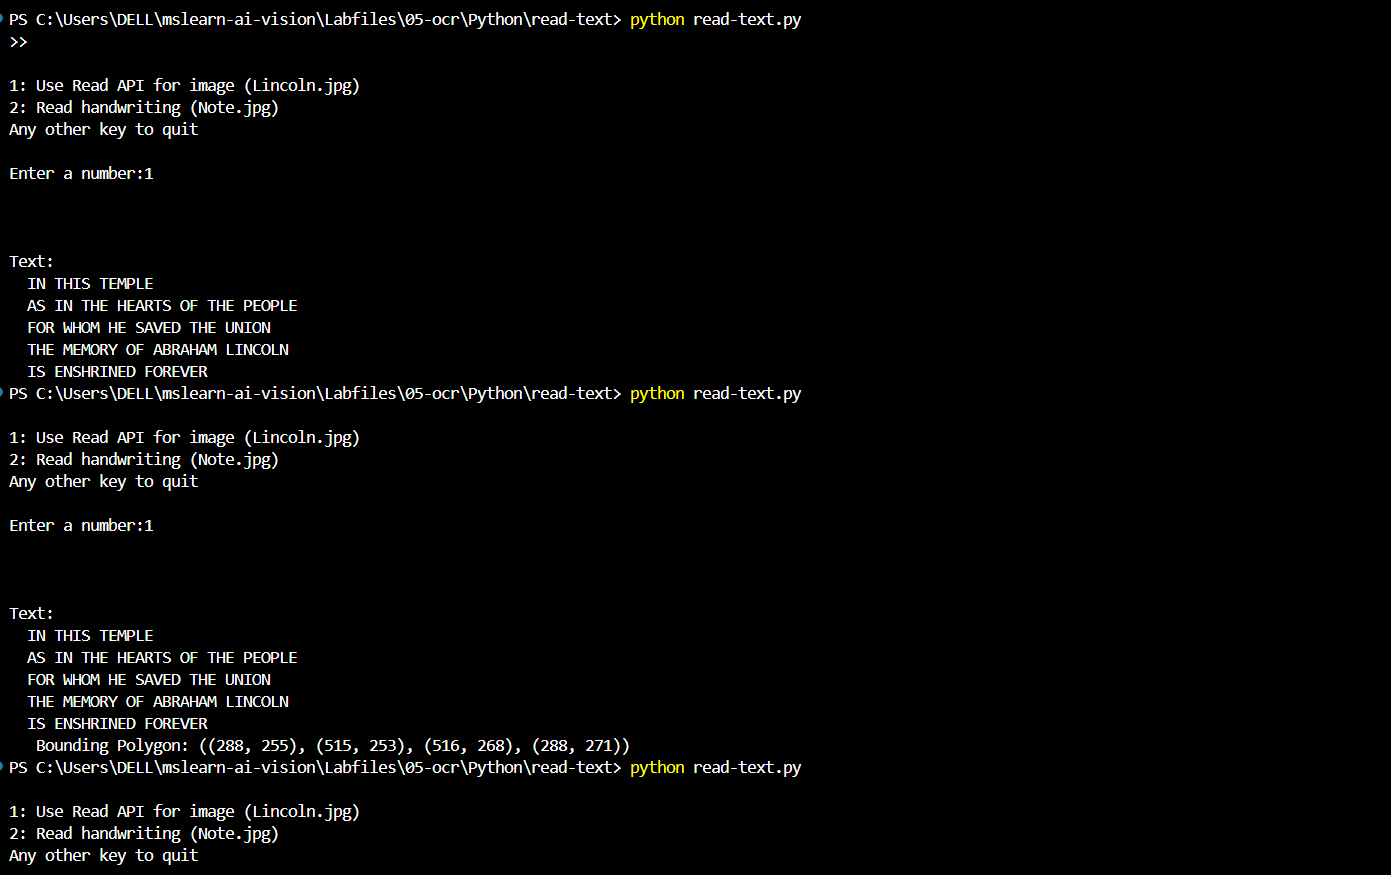 PS C:\Users\DELL\mslearn-ai-vision\Labfiles\05-ocr\Python\read-text> python read-text.py
>>
1: Use Read API for image (Lincoln.jpg)
2: Read handwriting (Note.jpg)
Any other key to quit
Enter a number:1
Text:
IN THIS TEMPLE
AS IN THE HEARTS OF THE PEOPLE
FOR WHOM HE SAVED THE UNION
THE MEMORY OF ABRAHAM LINCOLN
IS ENSHRINED FOREVER
PS C:\Users\DELL\mslearn-ai-vision\Labfiles\05-ocr\Python\read-text> python read-text.py
1: Use Read API for image (Lincoln.jpg)
2: Read handwriting (Note.jpg)
Any other key to quit
Enter a number:1
Text:
IN THIS TEMPLE
AS IN THE HEARTS OF THE PEOPLE
FOR WHOM HE SAVED THE UNION
THE MEMORY OF ABRAHAM LINCOLN
IS ENSHRINED FOREVER
Bounding Polygon: ((288, 255), (515, 253), (516, 268), (288, 271))
PS C:\Users\DELL\mslearn-ai-vision\Labfiles\05-ocr\Python\read-text> python read-text.py
1: Use Read API for image (Lincoln.jpg)
2: Read handwriting (Note.jpg)
Any other key to quit